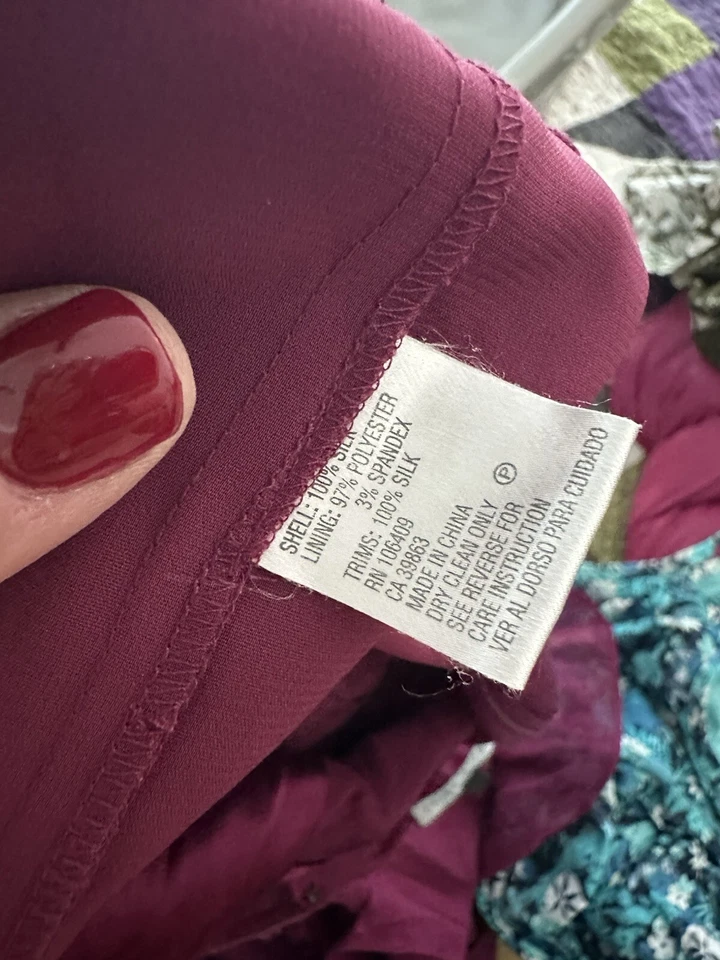 SHELL: 100% SILK
LINING: 97% POLYESTER
3% SPANDEX
TRIMS: 100% SILK
RN 106409
CA 39863
MADE IN CHINA
DRY CLEAN ONLY
SEE REVERSE FOR
CARE INSTRUCTION
VER AL DORSO PARA CUIDADO
P